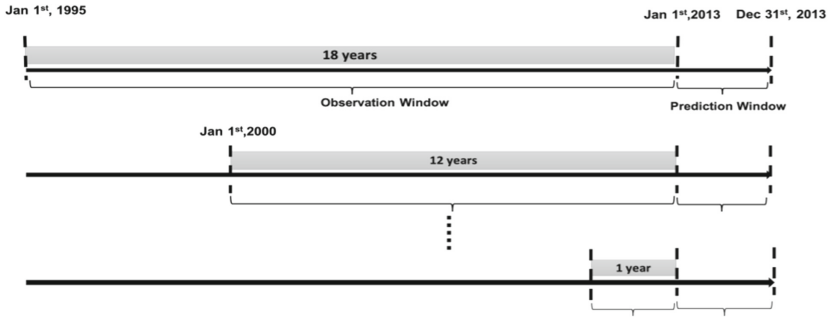 Jan 1st, 1995
Jan 1st,2013
Dec 31st, 2013
18 years
Observation Window
Prediction Window
Jan 1st,2000
12 years
1 year